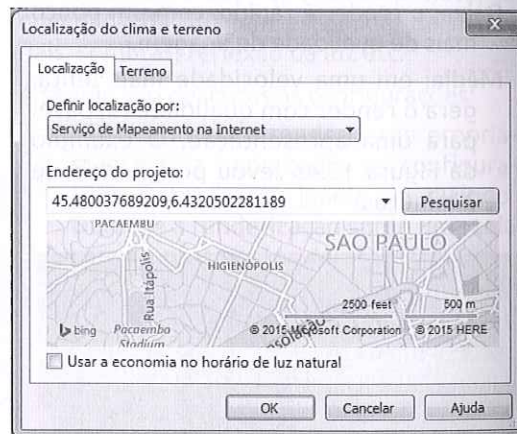 Localização do clima e terreno
Localização Terreno
Definir localização por:
Serviço de Mapeamento na Internet
Endereço do projeto:
45.480037689209,6.4320502281189 Pesquisar
PACAEMBU
SAO PAULO
HIGIENÓPOLIS
Rua Itápolis
2500 feet 500 m
bing Pacaembo Stadium
© 2015 Microsoft Corporation © 2015 HERE
Usar a economia no horário de luz natural
OK Cancelar Ajuda